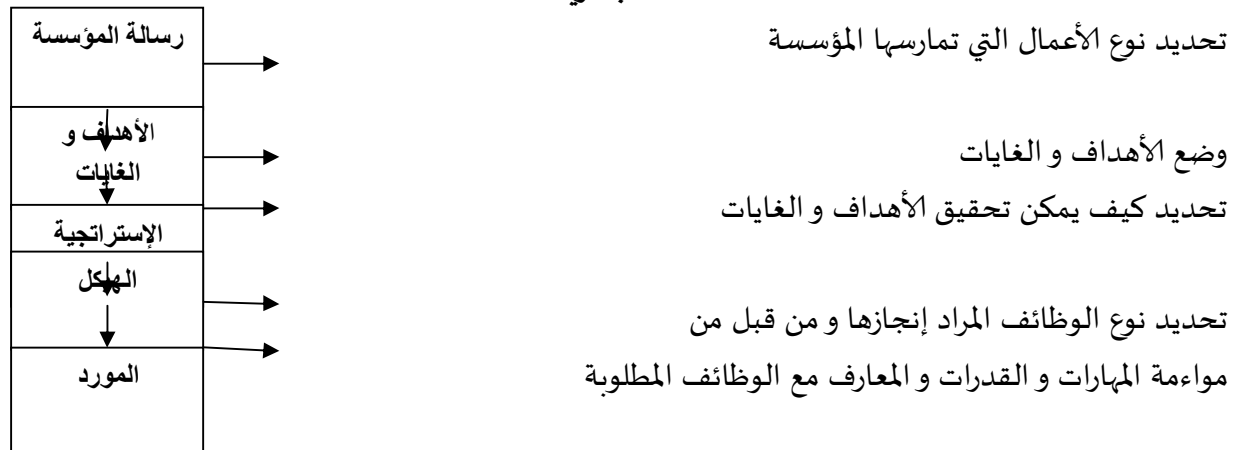 رسالة المؤسسة
تحديد نوع الأعمال التي تمارسها المؤسسة
الأهداف و
الغايات
وضع الأهداف و الغايات
تحديد كيف يمكن تحقيق الأهداف و الغايات
الإستراتجية
الهيكل
تحديد نوع الوظائف المراد إنجازها و من قبل من
المورد
مواءمة المهارات و القدرات و المعارف مع الوظائف المطلوبة